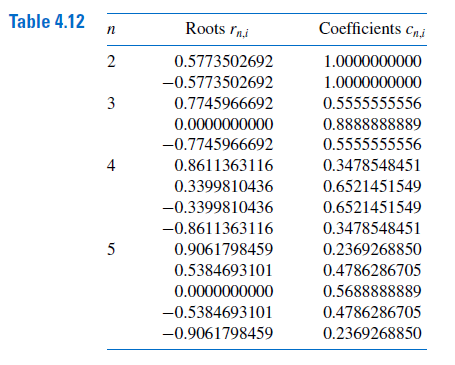 Table 4.12 n Roots rn,i Coefficients cn,i
2 0.5773502692 1.0000000000
−0.5773502692 1.0000000000
3 0.7745966692 0.5555555556
0.0000000000 0.8888888889
−0.7745966692 0.5555555556
4 0.8611363116 0.3478548451
0.3399810436 0.6521451549
−0.3399810436 0.6521451549
−0.8611363116 0.3478548451
5 0.9061798459 0.2369268850
0.5384693101 0.4786286705
0.0000000000 0.5688888889
−0.5384693101 0.4786286705
−0.9061798459 0.2369268850